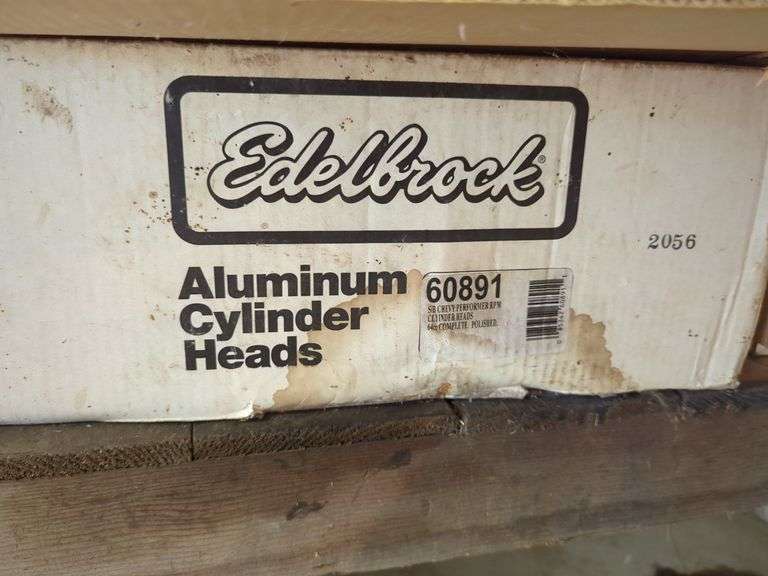 Edelbrock®
®
2056
Aluminum
Cylinder
Heads
60891
SB CHEVY PERFORMER RPM
CYLINDER HEADS
COMPLETE POLISHED